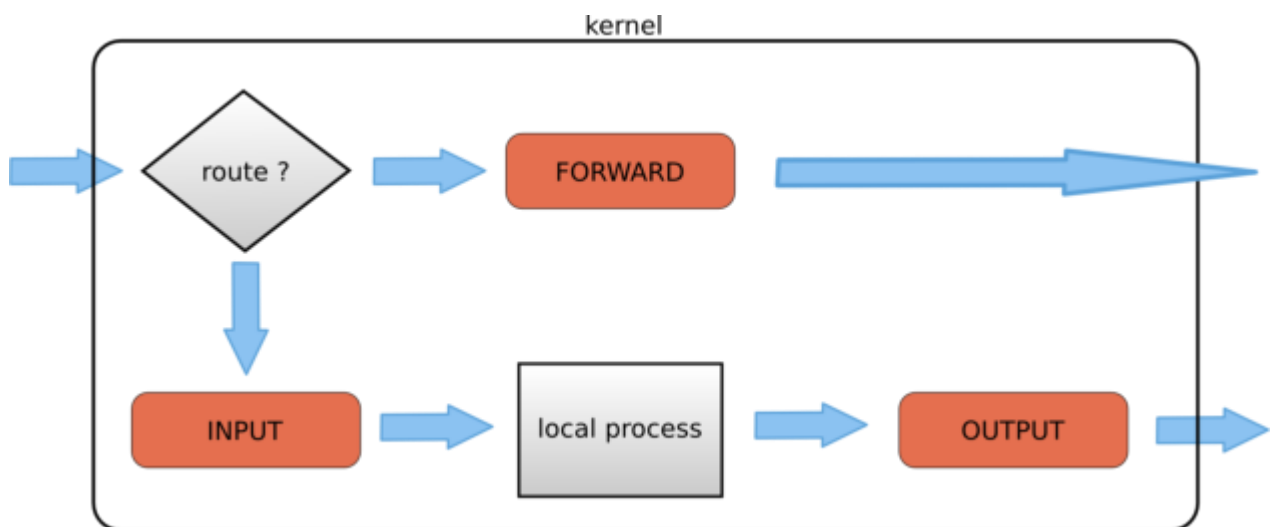 kernel
route ?
FORWARD
INPUT
local process
OUTPUT